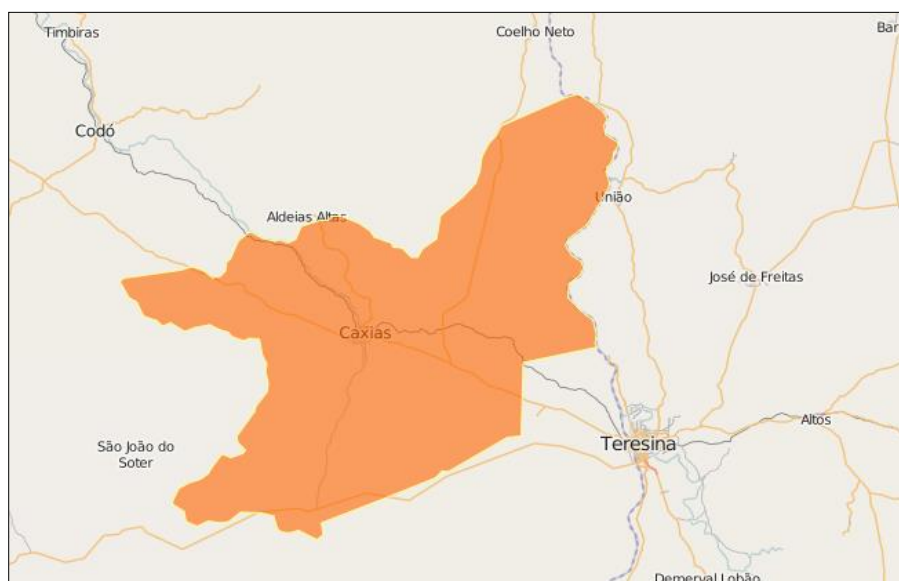 Timbiras
Coelho Neto
Codó
União
Aldeias Altas
José de Freitas
Caxias
Altos
Teresina
São João do
Soter
Demerval Lobão